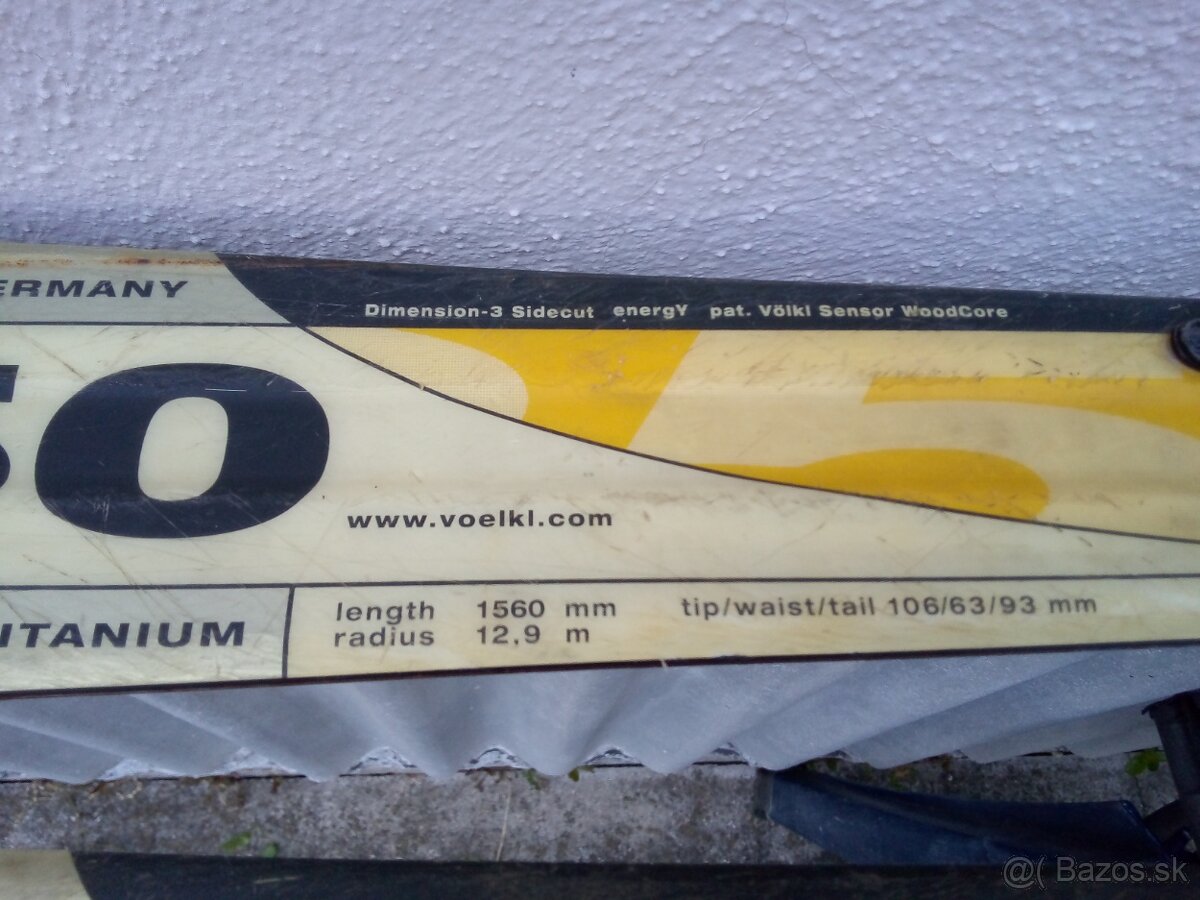 ERMANY
Dimension-3 Sidecut energY pat. Völkl Sensor WoodCore
50
www.voelkl.com
ITANIUM
length 1560 mm tip/waist/tail 106/63/93 mm
radius 12,9 m
@( Bazos.sk